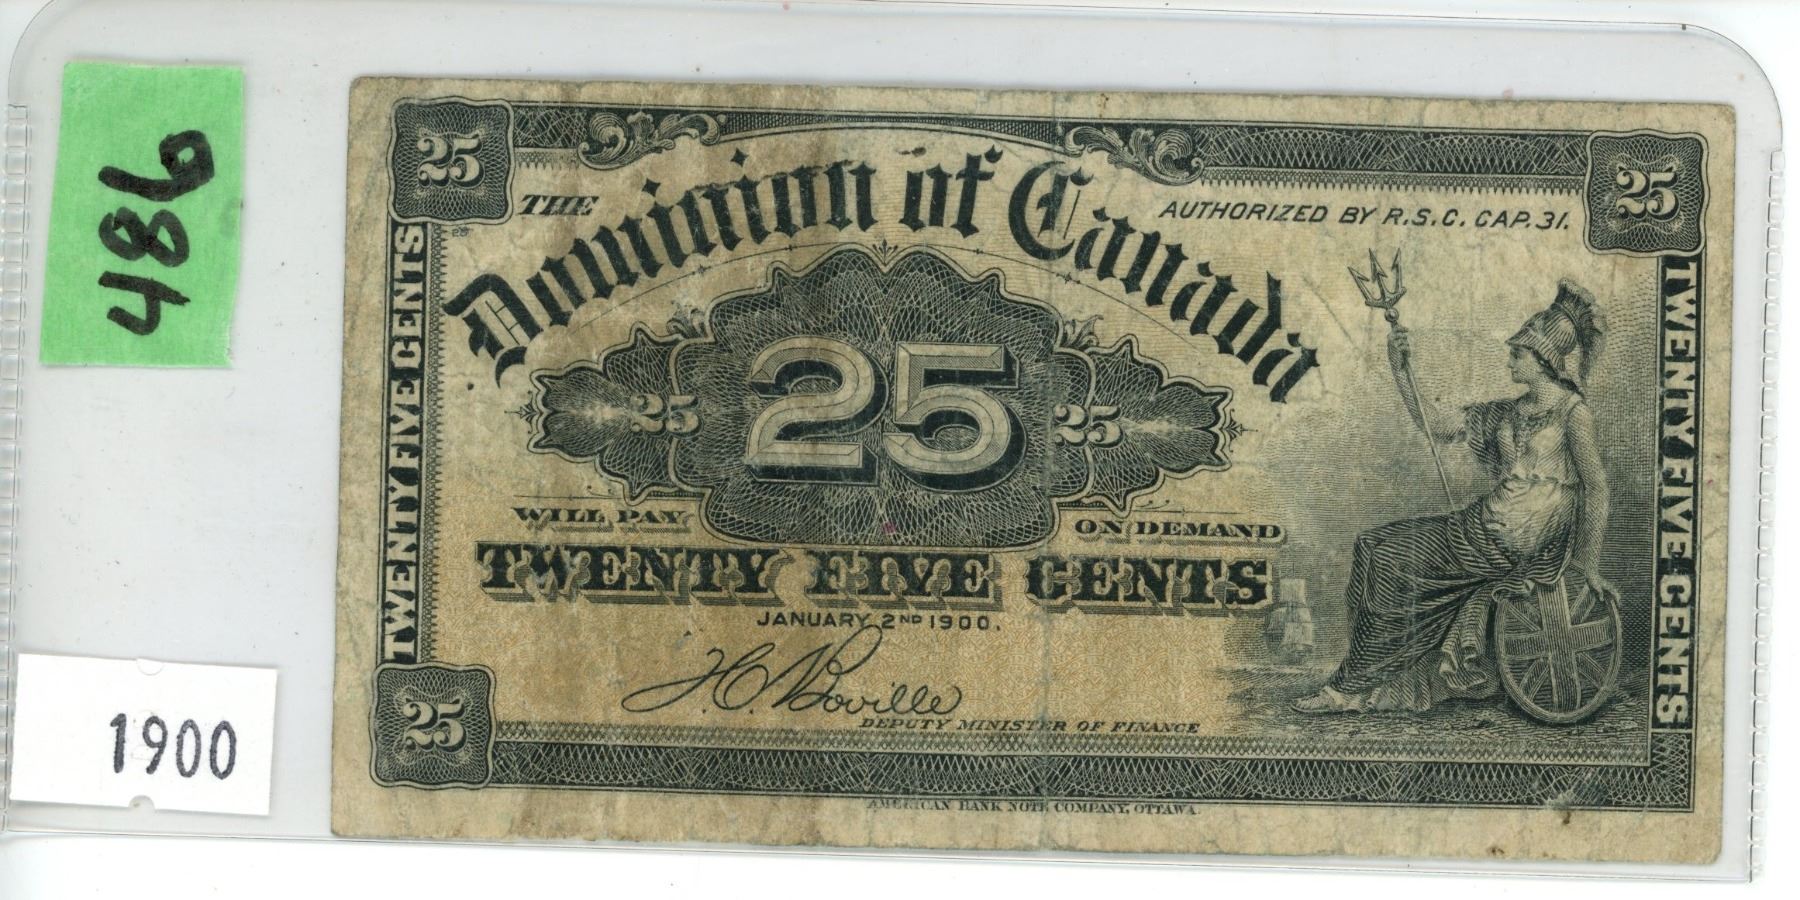 486
1900
25
25
THE
Dominion of Canada
AUTHORIZED BY R.S.C. CAP. 31.
TWENTY FIVE CENTS
TWENTY FIVE CENTS
25
25
25
WILL PAY
ON DEMAND
TWENTY FIVE CENTS
JANUARY 2ND 1900.
H.C. Boville
DEPUTY MINISTER OF FINANCE
25
AMERICAN BANK NOTE COMPANY, OTTAWA.